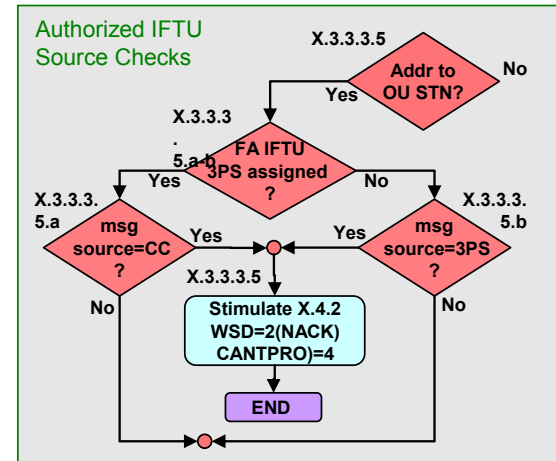 Authorized IFTU
Source Checks
X.3.3.3.5
Addr to
OU STN?
No
Yes
X.3.3.3
.
5.a-b
FA IFTU
3PS assigned
?
Yes
No
X.3.3.3.
5.a
msg
source=CC
?
Yes
No
X.3.3.3.
5.b
msg
source=3PS
?
Yes
No
X.3.3.3.5
Stimulate X.4.2
WSD=2(NACK)
CANTPRO)=4
END